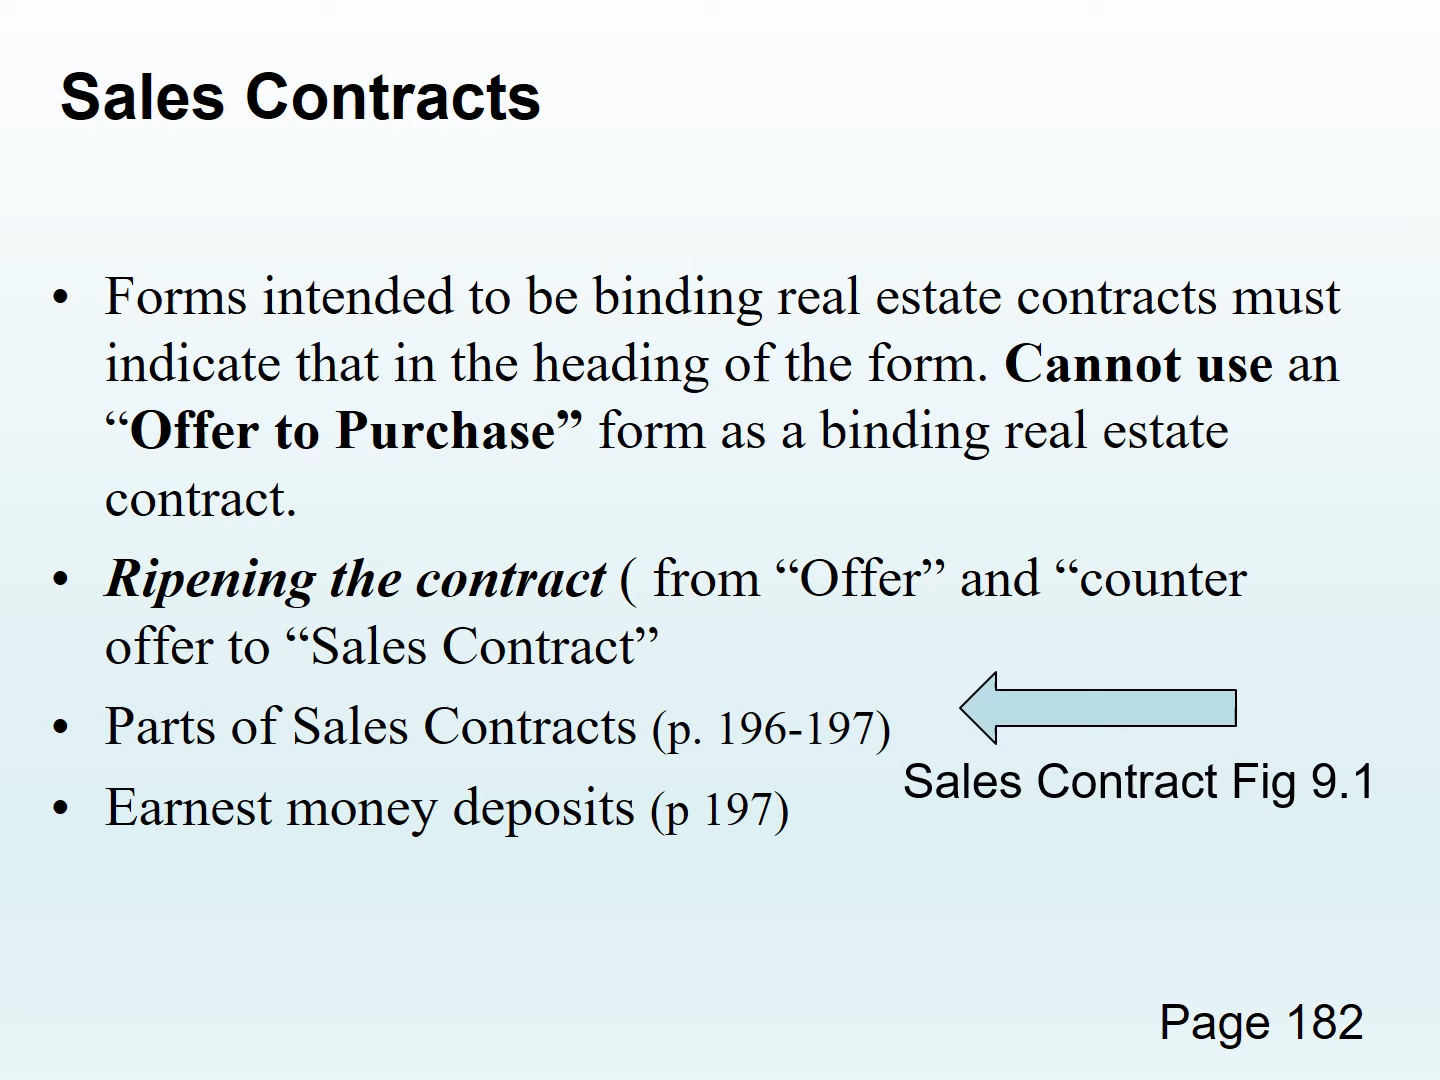 Sales Contracts
• Forms intended to be binding real estate contracts must
indicate that in the heading of the form. Cannot use an
“Offer to Purchase” form as a binding real estate
contract.
• Ripening the contract ( from “Offer” and “counter
offer to “Sales Contract”
• Parts of Sales Contracts (p. 196-197)
Sales Contract Fig 9.1
• Earnest money deposits (p 197)
Page 182